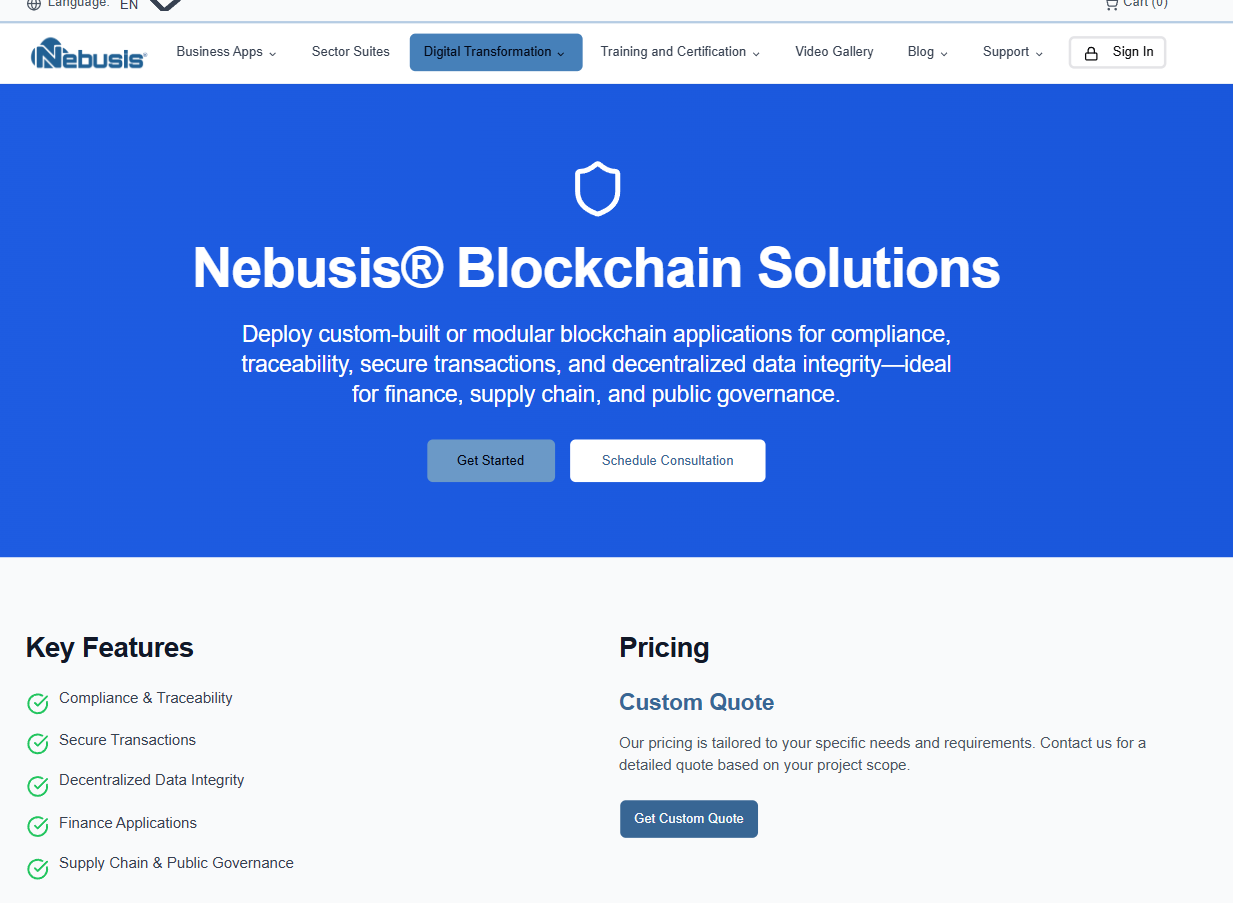 Language: EN
Cart (0)
Nebusis®
Business Apps
Sector Suites
Digital Transformation
Training and Certification
Video Gallery
Blog
Support
Sign In
Nebusis® Blockchain Solutions
Deploy custom-built or modular blockchain applications for compliance,
traceability, secure transactions, and decentralized data integrity—ideal
for finance, supply chain, and public governance.
Get Started
Schedule Consultation
Key Features
Compliance & Traceability
Secure Transactions
Decentralized Data Integrity
Finance Applications
Supply Chain & Public Governance
Pricing
Custom Quote
Our pricing is tailored to your specific needs and requirements. Contact us for a
detailed quote based on your project scope.
Get Custom Quote